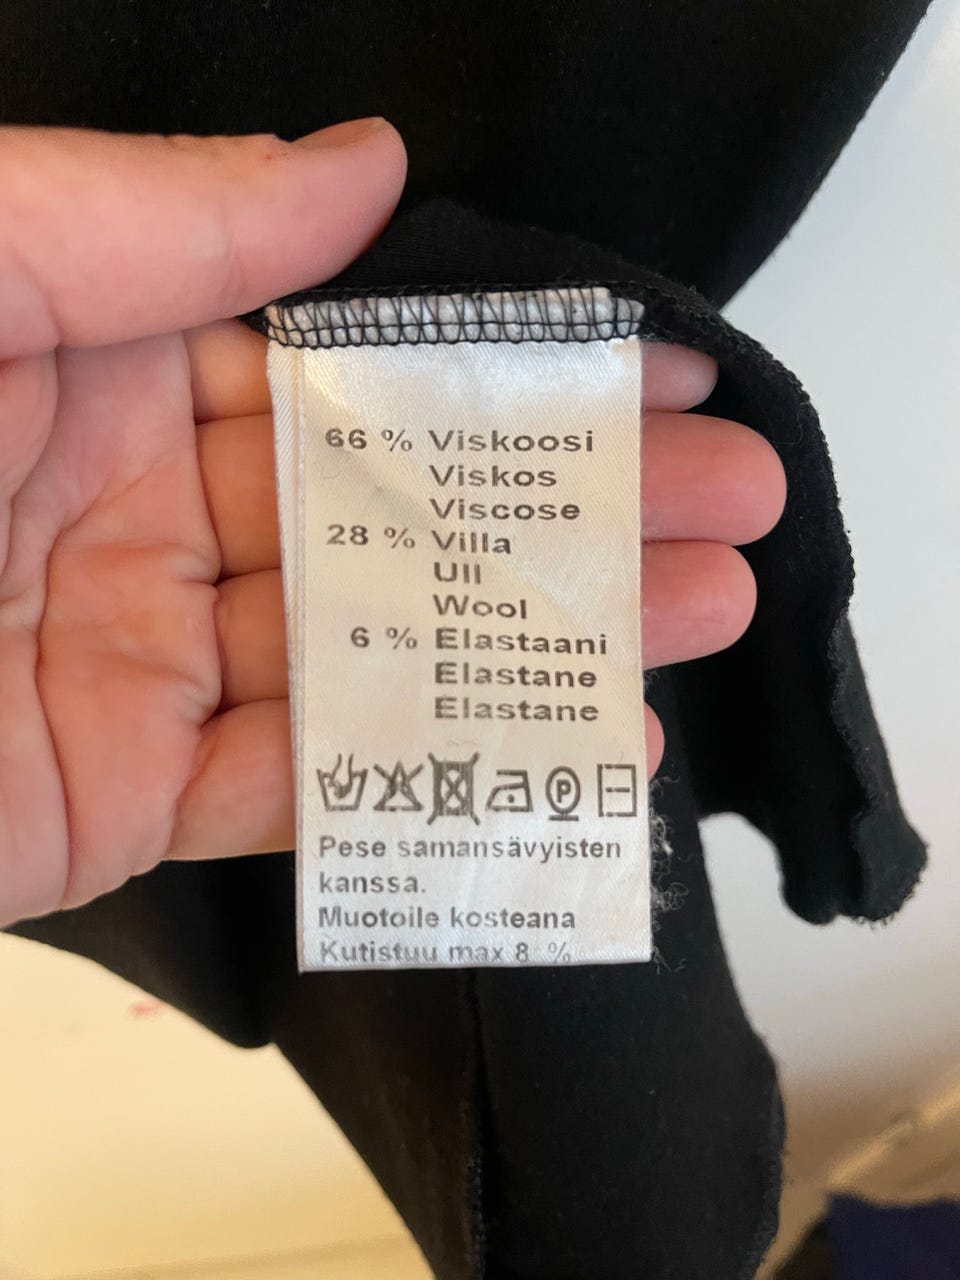 66 % Viskoosi
Viskos
Viscose
28 % Villa
Ull
Wool
6 % Elastaani
Elastane
Elastane
P
Pese samansävyisten
kanssa.
Muotoile kosteana
Kutistuu max 8 %